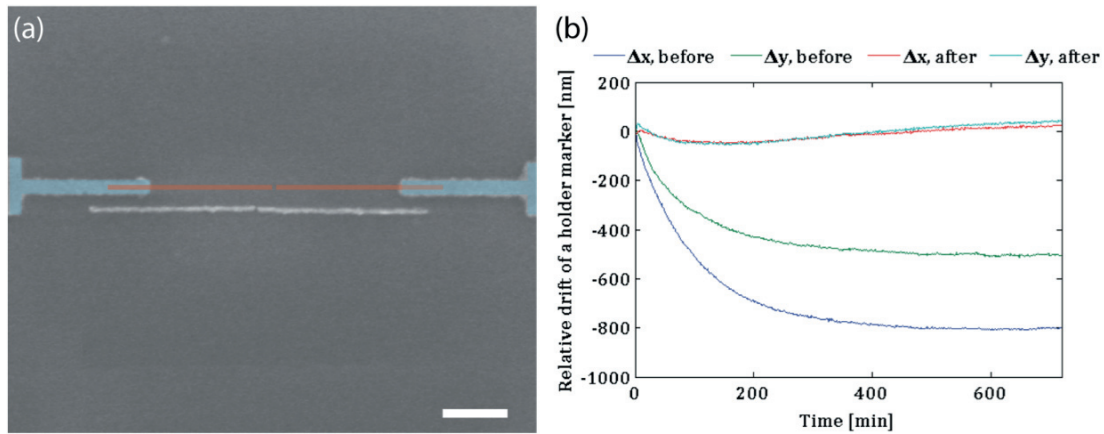 (a)
(b)
Δx, before Δy, before Δx, after Δy, after
Relative drift of a holder marker [nm]
200
0
-200
-400
-600
-800
-1000
0 200 400 600
Time [min]